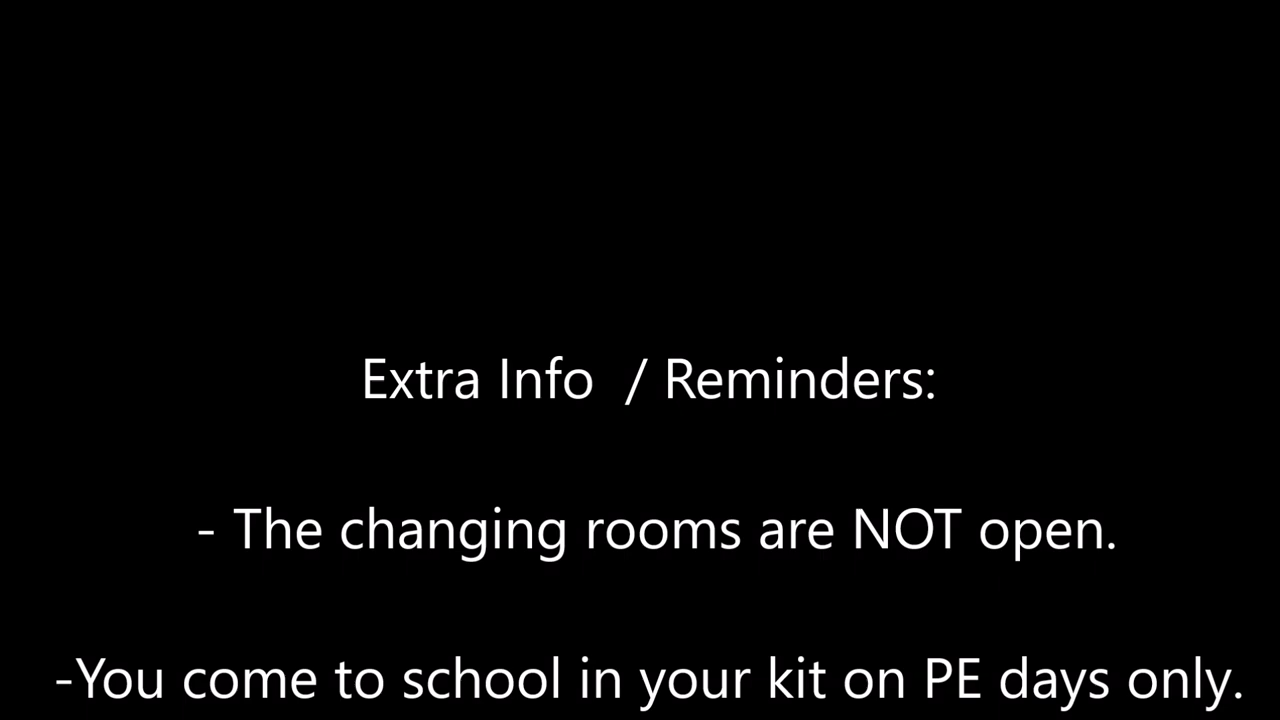 Extra Info  / Reminders:
- The changing rooms are NOT open.
-You come to school in your kit on PE days only.